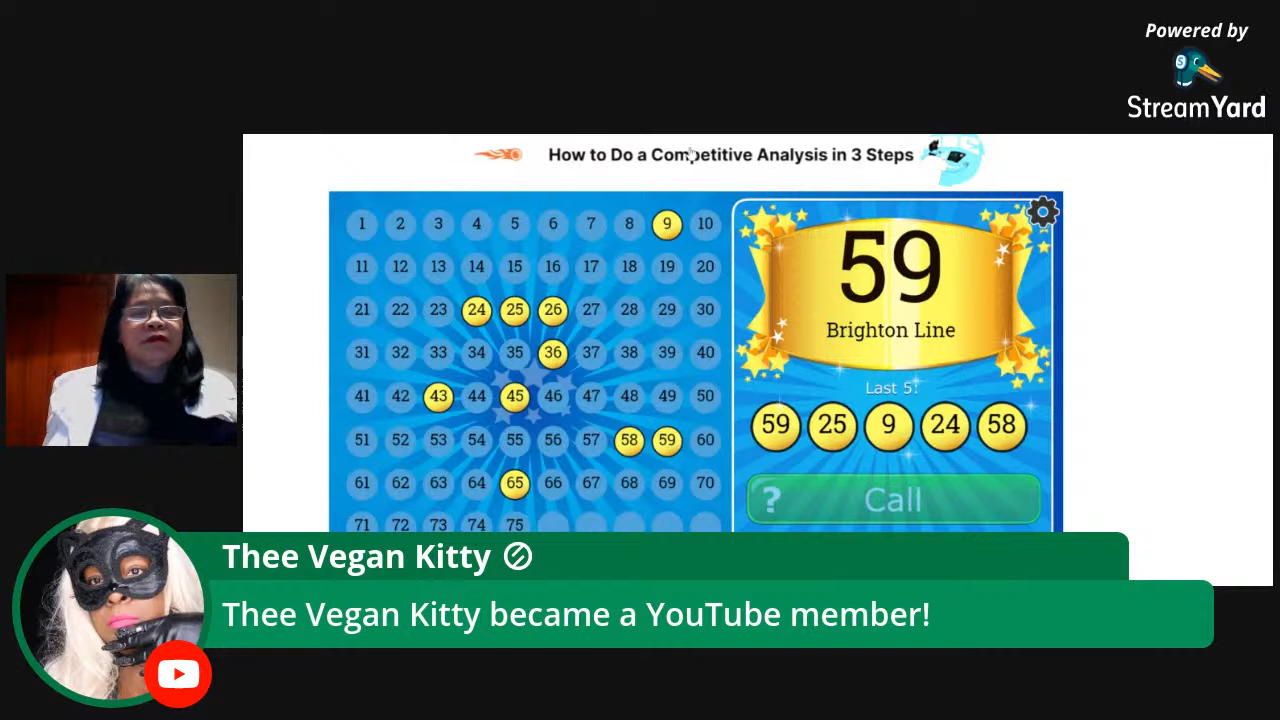 Powered by
StreamYard
How to Do a Competitive Analysis in 3 Steps
1 2 3 4 5 6 7 8 9 10
11 12 13 14 15 16 17 18 19 20
21 22 23 24 25 26 27 28 29 30
31 32 33 34 35 36 37 38 39 40
41 42 43 44 45 46 47 48 49 50
51 52 53 54 55 56 57 58 59 60
61 62 63 64 65 66 67 68 69 70
71 72 73 74 75
59
Brighton Line
Last 5:
59 25 9 24 58
? Call
Thee Vegan Kitty
Thee Vegan Kitty became a YouTube member!